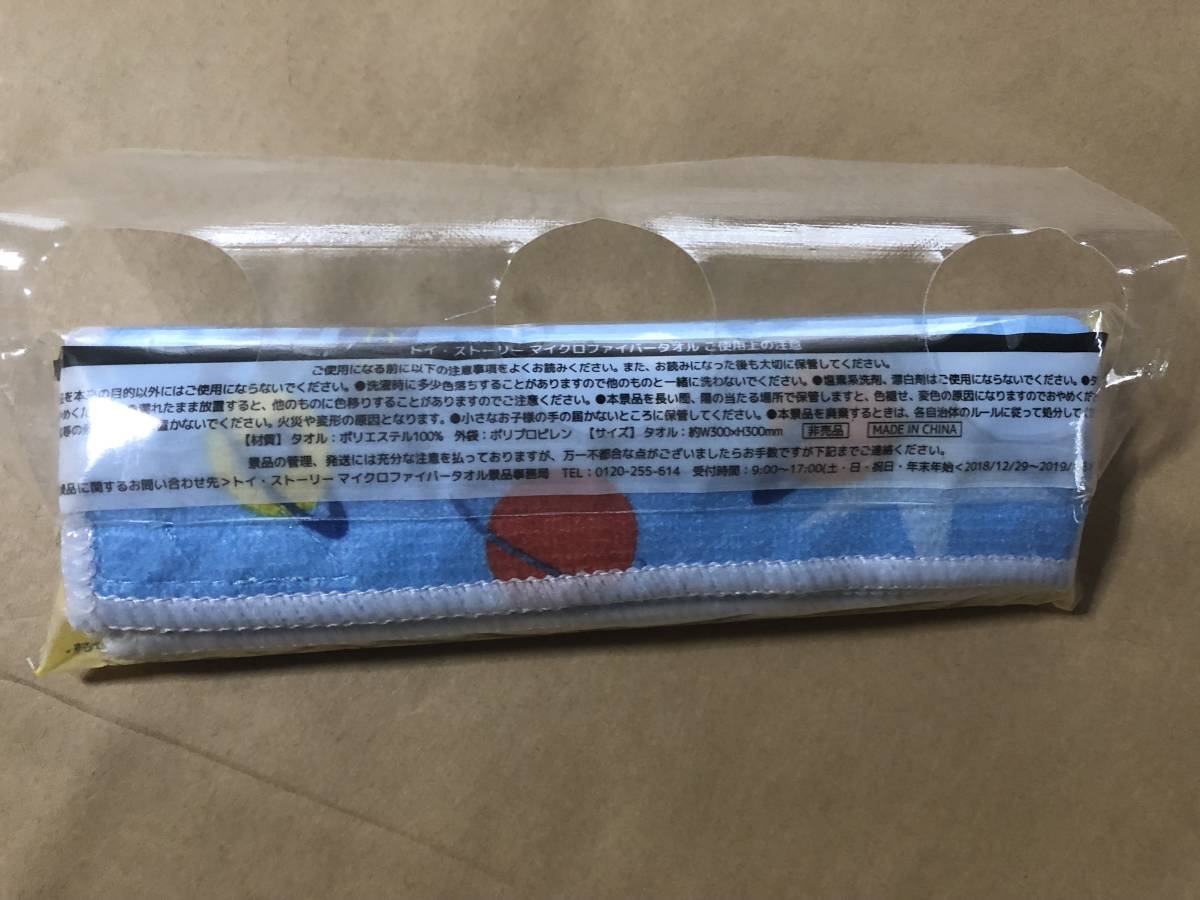 トイ・ストーリー マイクロファイバータオル ご使用上の注意
ご使用になる前に以下の注意事項をよくお読みください。また、お読みになった後も大切に保管してください。
の目的以外にはご使用にならないでください。●洗濯時に多少色落ちすることがありますので他のものと一緒に洗わないでください。●塩素系洗剤、漂白剤はご使用にならないでください。●
濡れたまま放置すると、他のものに色移りすることがありますのでご注意ください。●本景品を長い間、陽の当たる場所で保管しますと、色褪せ、変色の原因になりますのでおやめくだ
置かないでください。火災や変形の原因となります。●小さなお子様の手の届かないところに保管してください。●本景品を廃棄するときは、各自治体のルールに従って処分して
【材質】タオル：ポリエステル100% 外袋：ポリプロピレン 【サイズ】タオル：約W300×H300mm 非売品 MADE IN CHINA
景品の管理、発送には充分な注意を払っておりますが、万一不都合な点がございましたらお手数ですが下記までご連絡ください。
品に関するお問い合わせ先＞トイ・ストーリー マイクロファイバータオル景品事務局 TEL：0120-255-614 受付時間：9:00～17:00(土・日・祝日・年末年始<2018/12/29～2019/